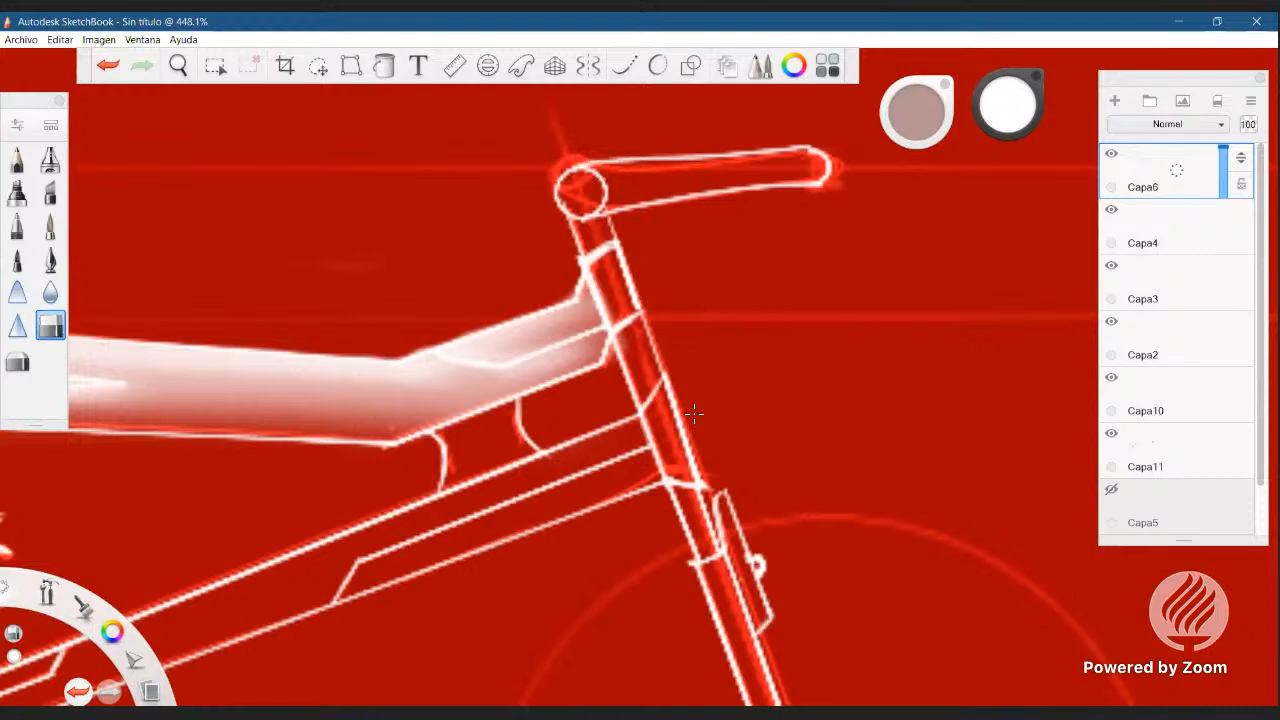 Autodesk SketchBook - Sin título @ 448.1%
Archivo Editar Imagen Ventana Ayuda
T
Normal 100
Capa6
Capa4
Capa3
Capa2
Capa10
Capa11
Capa5
Powered by Zoom